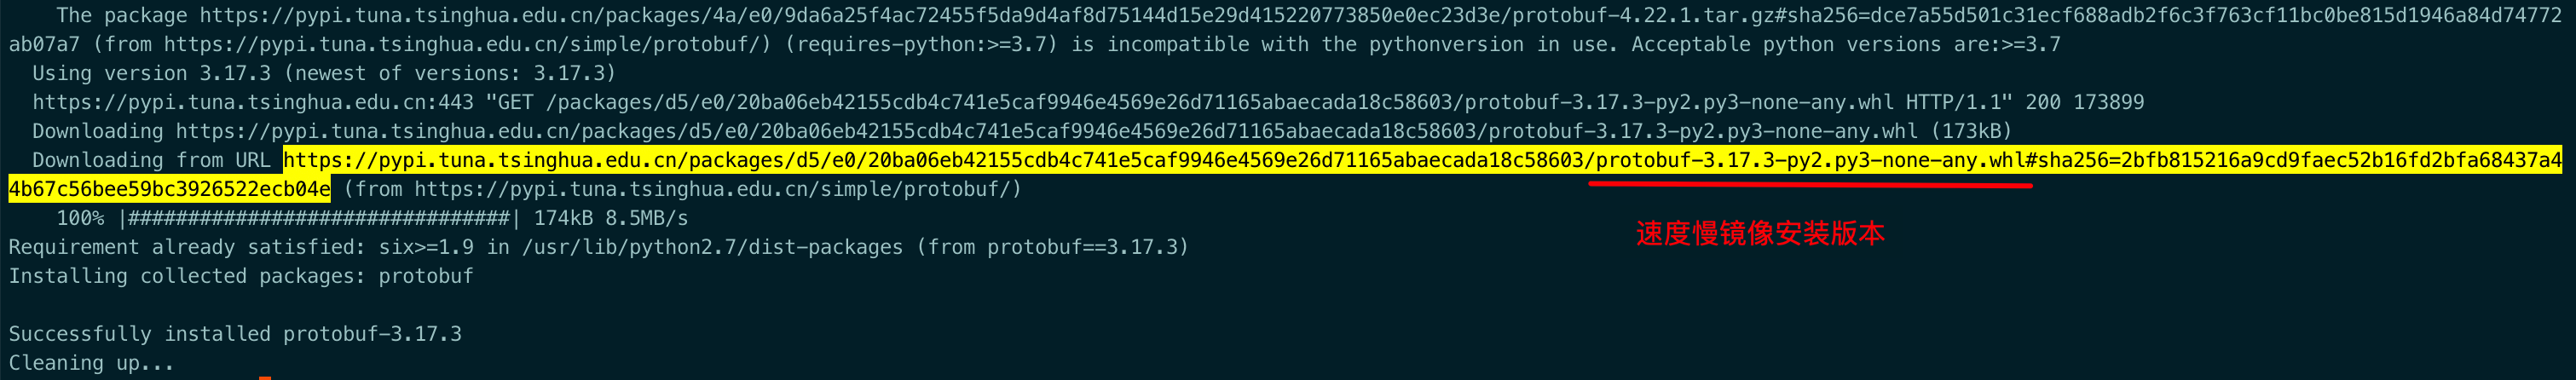 The package https://pypi.tuna.tsinghua.edu.cn/packages/4a/e0/9da6a25f4ac72455f5da9d4af8d75144d15e29d415220773850e0ec23d3e/protobuf-4.22.1.tar.gz#sha256=dce7a55d501c31ecf688adb2f6c3f763cf11bc0be815d1946a84d74772
ab07a7 (from https://pypi.tuna.tsinghua.edu.cn/simple/protobuf/) (requires-python:>=3.7) is incompatible with the pythonversion in use. Acceptable python versions are:>=3.7
Using version 3.17.3 (newest of versions: 3.17.3)
https://pypi.tuna.tsinghua.edu.cn:443 "GET /packages/d5/e0/20ba06eb42155cdb4c741e5caf9946e4569e26d71165abaecada18c58603/protobuf-3.17.3-py2.py3-none-any.whl HTTP/1.1" 200 173899
Downloading https://pypi.tuna.tsinghua.edu.cn/packages/d5/e0/20ba06eb42155cdb4c741e5caf9946e4569e26d71165abaecada18c58603/protobuf-3.17.3-py2.py3-none-any.whl (173kB)
Downloading from URL https://pypi.tuna.tsinghua.edu.cn/packages/d5/e0/20ba06eb42155cdb4c741e5caf9946e4569e26d71165abaecada18c58603/protobuf-3.17.3-py2.py3-none-any.whl#sha256=2bfb815216a9cd9faec52b16fd2bfa68437a4
4b67c56bee59bc3926522ecb04e (from https://pypi.tuna.tsinghua.edu.cn/simple/protobuf/)
100% |################################| 174kB 8.5MB/s
速度慢镜像安装版本
Requirement already satisfied: six>=1.9 in /usr/lib/python2.7/dist-packages (from protobuf==3.17.3)
Installing collected packages: protobuf
Successfully installed protobuf-3.17.3
Cleaning up...